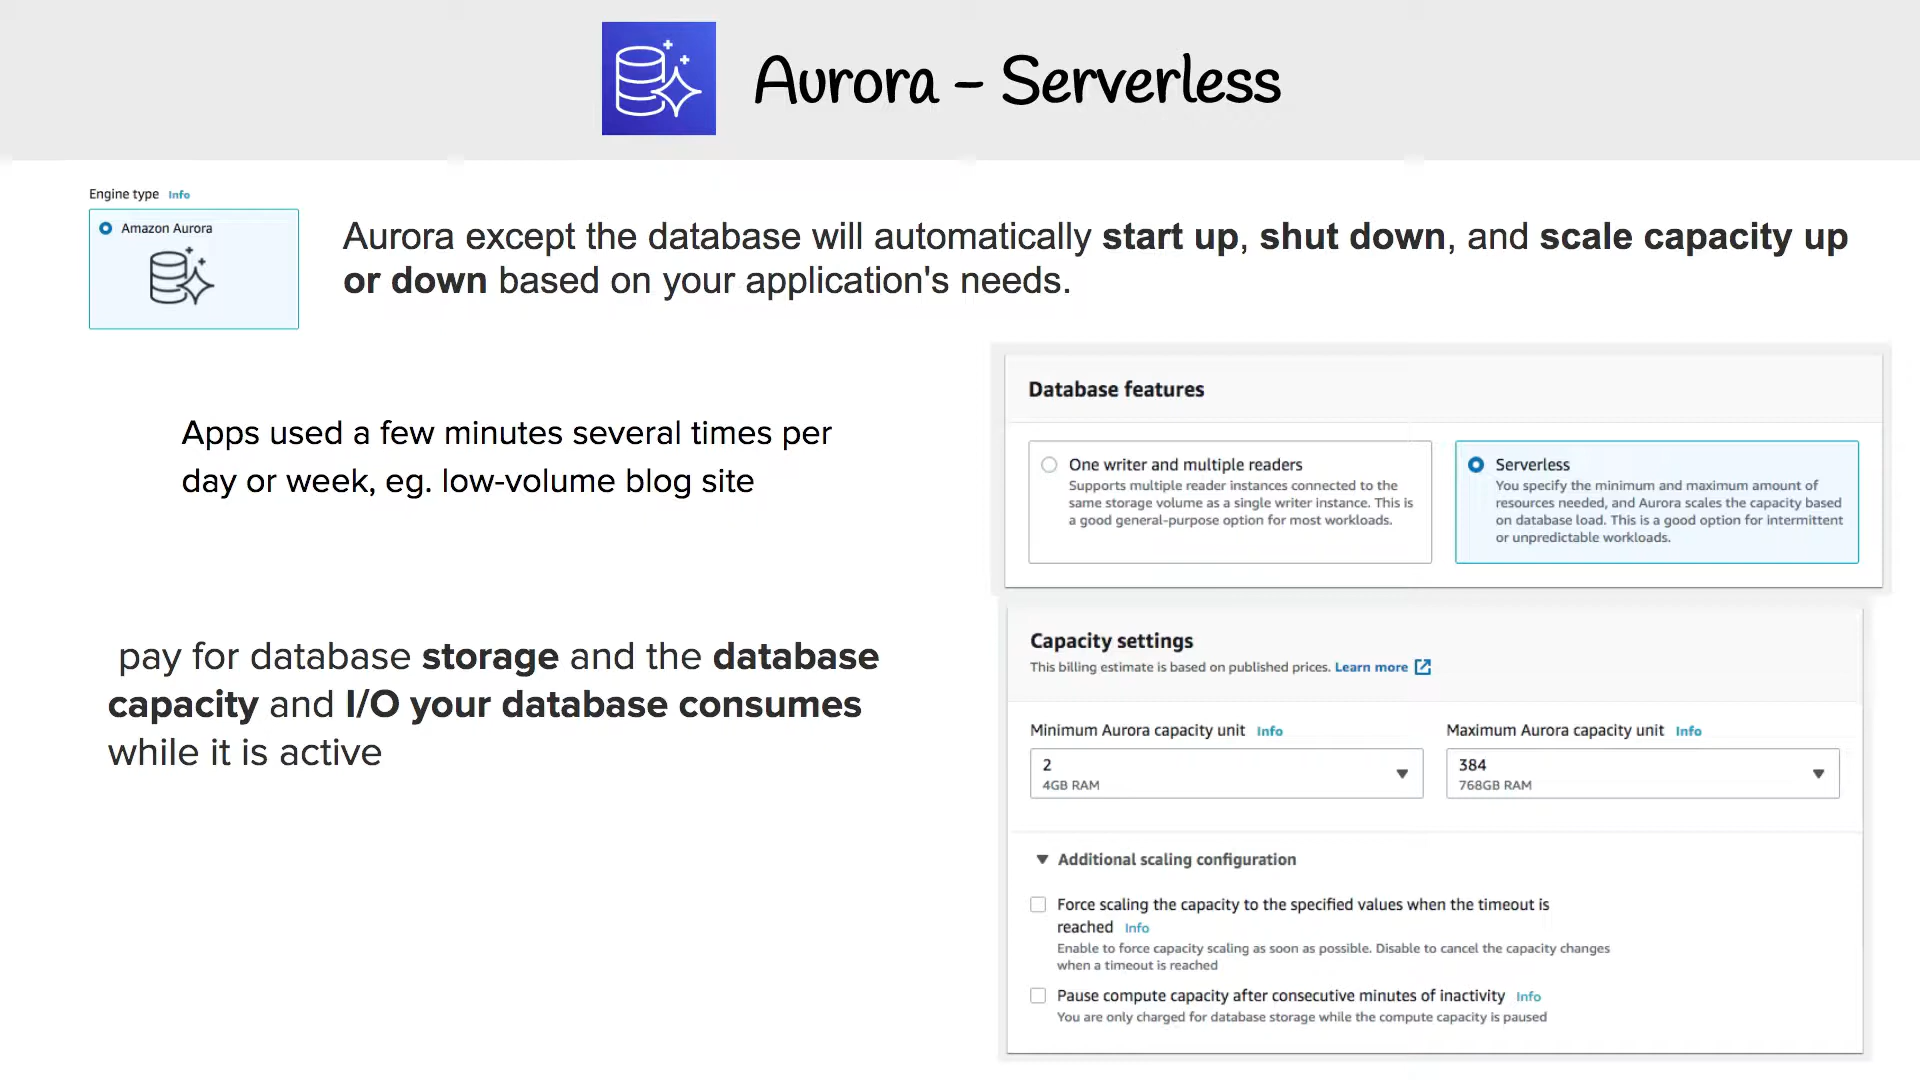 Aurora – Serverless
Engine type Info
Amazon Aurora
Aurora except the database will automatically start up, shut down, and scale capacity up
or down based on your application's needs.
Apps used a few minutes several times per
day or week, eg. low-volume blog site
pay for database storage and the database
capacity and I/O your database consumes
while it is active
Database features
One writer and multiple readers
Supports multiple reader instances connected to the
same storage volume as a single writer instance. This is
a good general-purpose option for most workloads.
Serverless
You specify the minimum and maximum amount of
resources needed, and Aurora scales the capacity based
on database load. This is a good option for intermittent
or unpredictable workloads.
Capacity settings
This billing estimate is based on published prices. Learn more
Minimum Aurora capacity unit Info
2
4GB RAM
Maximum Aurora capacity unit Info
384
768GB RAM
Additional scaling configuration
Force scaling the capacity to the specified values when the timeout is
reached Info
Enable to force capacity scaling as soon as possible. Disable to cancel the capacity changes
when a timeout is reached
Pause compute capacity after consecutive minutes of inactivity Info
You are only charged for database storage while the compute capacity is paused